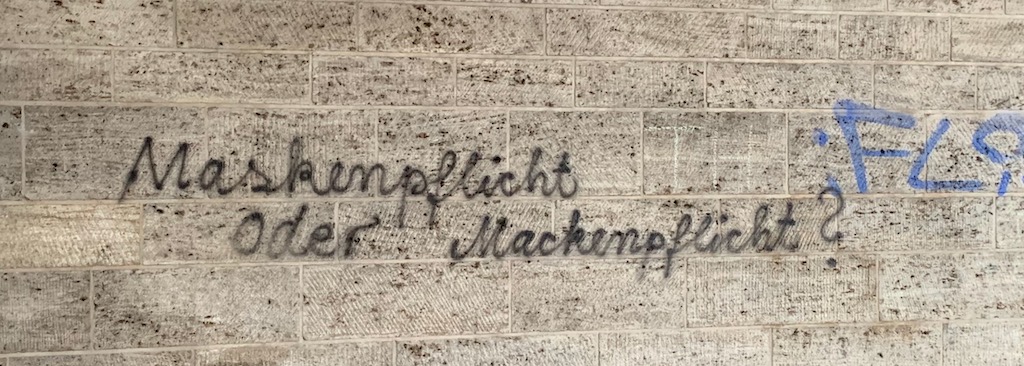 Maskenpflicht
Oder Mackenpflicht?